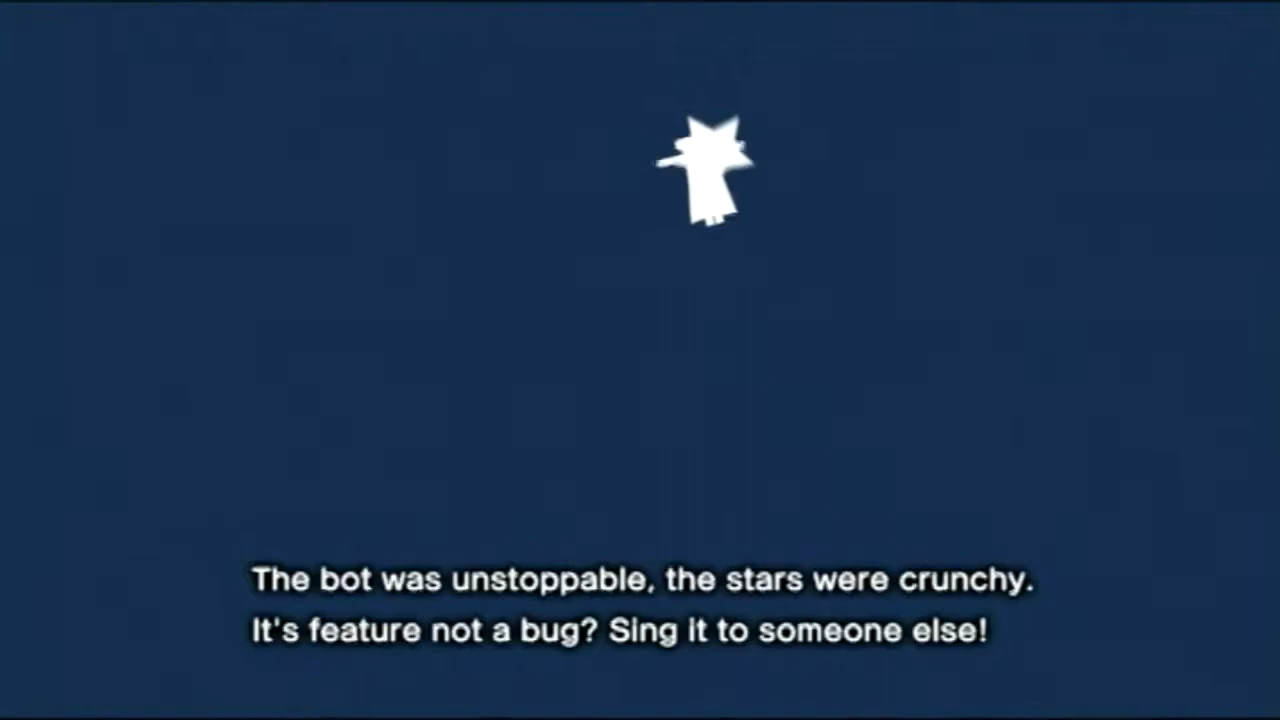 The bot was unstoppable, the stars were crunchy.
It's feature not a bug? Sing it to someone else!